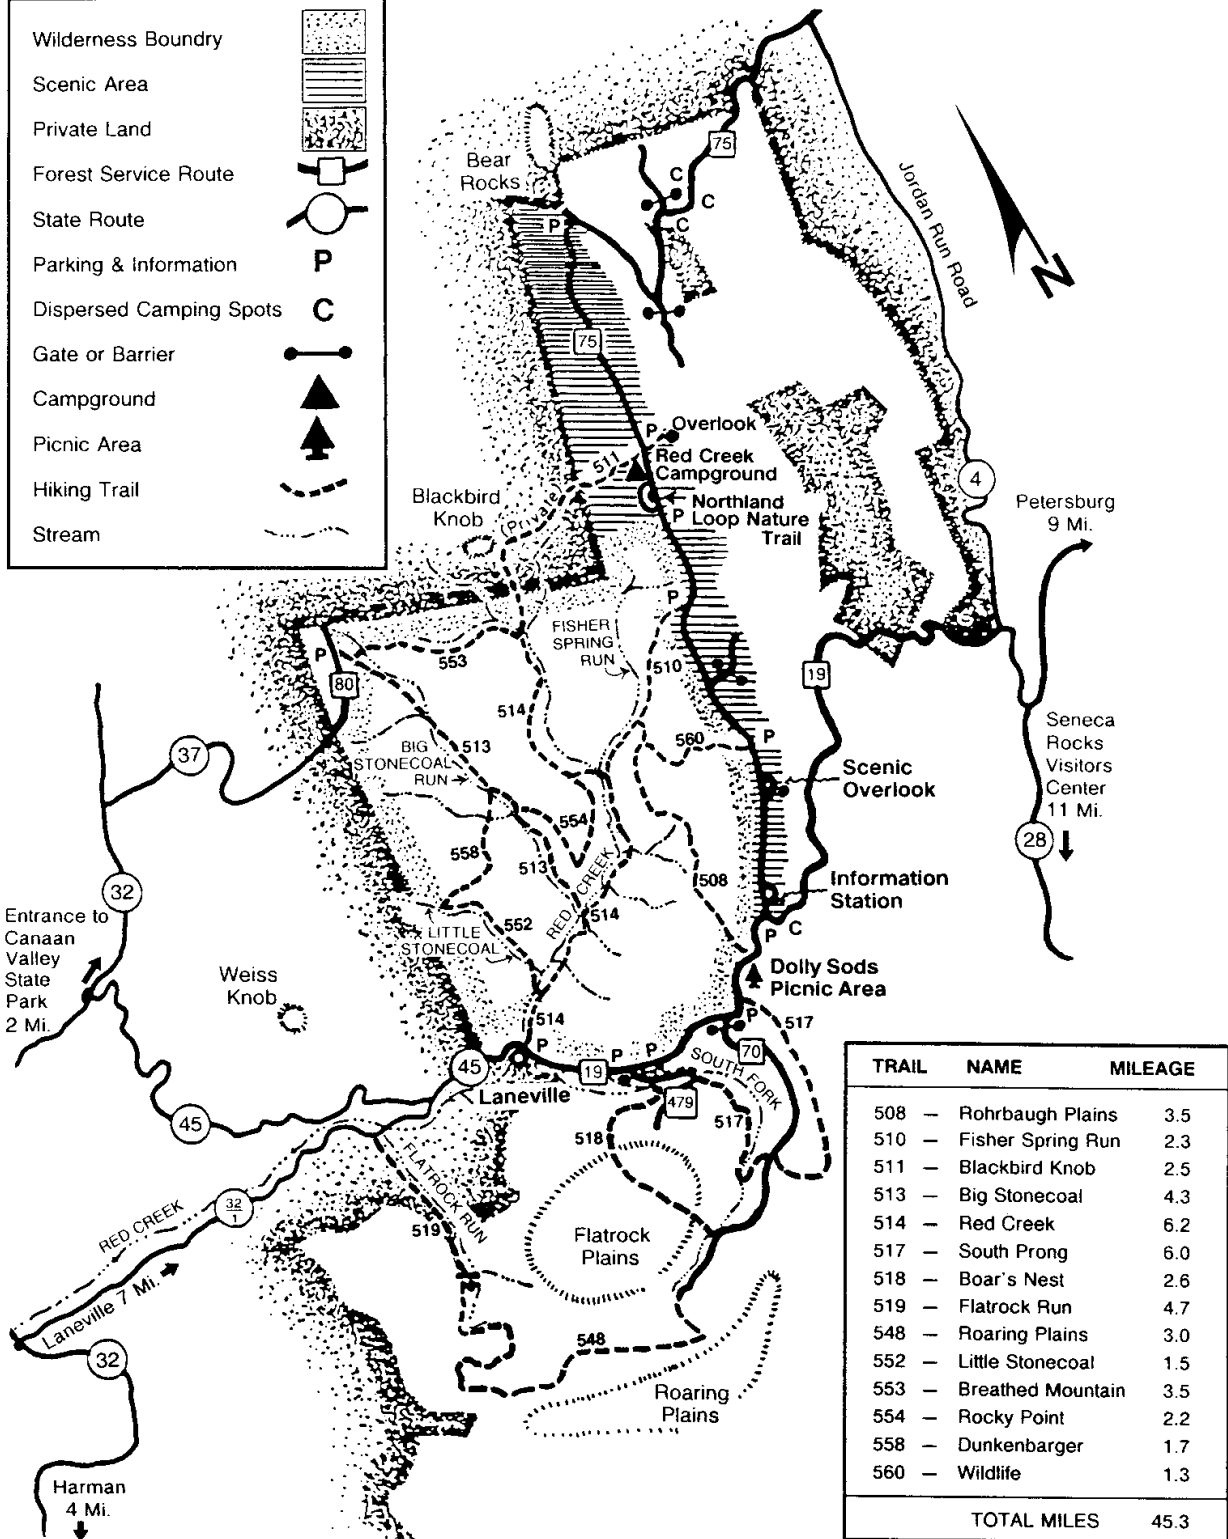 Wilderness Boundry
Scenic Area
Private Land
Forest Service Route
State Route
Parking & Information P
Dispersed Camping Spots C
Gate or Barrier
Campground
Picnic Area
Hiking Trail
Stream
75
Bear
Rocks
C
C
C
P
Jordan Run Road
N
75
P
Overlook
Red Creek
Campground
511
Private
Northland
Loop Nature
Trail
P
Blackbird
Knob
4
Petersburg
9 Mi.
P
FISHER
SPRING
RUN
553
510
P
80
19
514
560
P
37
513
BIG
STONECOAL
RUN
Seneca
Rocks
Visitors
Center
11 Mi.
28
Scenic
Overlook
554
558
513
508
RED CREEK
Information
Station
32
Entrance to
Canaan
Valley
State
Park
2 Mi.
514
552
LITTLE
STONECOAL
P
C
Weiss
Knob
Dolly Sods
Picnic Area
514
P
517
P
P
P
70
45
19
SOUTH FORK
Laneville
479
45
518
517
FLATROCK RUN
32
1
RED CREEK
519
Flatrock
Plains
Laneville 7 Mi.
32
548
Roaring
Plains
Harman
4 Mi.
TRAIL NAME MILEAGE
508 – Rohrbaugh Plains 3.5
510 – Fisher Spring Run 2.3
511 – Blackbird Knob 2.5
513 – Big Stonecoal 4.3
514 – Red Creek 6.2
517 – South Prong 6.0
518 – Boar's Nest 2.6
519 – Flatrock Run 4.7
548 – Roaring Plains 3.0
552 – Little Stonecoal 1.5
553 – Breathed Mountain 3.5
554 – Rocky Point 2.2
558 – Dunkenbarger 1.7
560 – Wildlife 1.3
TOTAL MILES 45.3